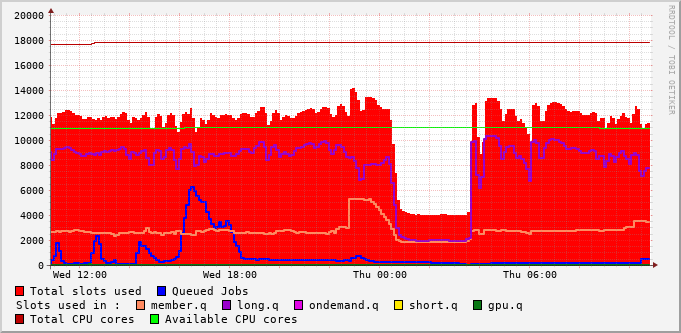 RRDTOOL / TOBI OETIKER
20000
18000
16000
14000
12000
10000
8000
6000
4000
2000
0
Wed 12:00 Wed 18:00 Thu 00:00 Thu 06:00
Total slots used Queued Jobs
Slots used in : member.q long.q ondemand.q short.q gpu.q
Total CPU cores Available CPU cores